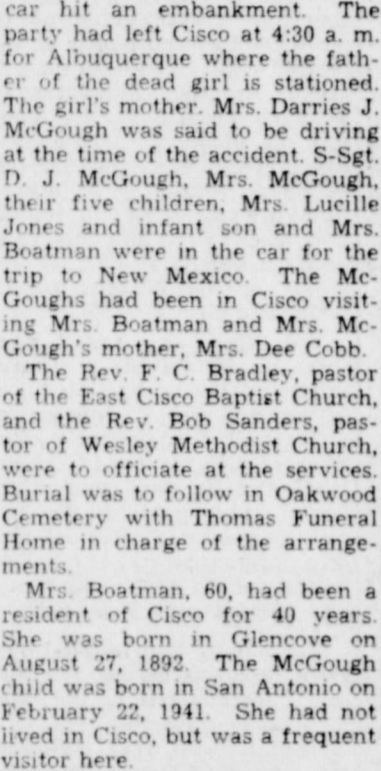 car hit an embankment. The
party had left Cisco at 4:30 a. m.
for Albuquerque where the fath-
er of the dead girl is stationed.
The girl's mother. Mrs. Darries J.
McGough was said to be driving
at the time of the accident. S-Sgt.
D. J. McGough, Mrs. McGough,
their five children, Mrs. Lucille
Jones and infant son and Mrs.
Boatman were in the car for the
trip to New Mexico. The Mc-
Goughs had been in Cisco visit-
ing Mrs. Boatman and Mrs. Mc-
Gough's mother, Mrs. Dee Cobb.
The Rev. F. C. Bradley, pastor
of the East Cisco Baptist Church,
and the Rev. Bob Sanders, pas-
tor of Wesley Methodist Church,
were to officiate at the services.
Burial was to follow in Oakwood
Cemetery with Thomas Funeral
Home in charge of the arrange-
ments.
Mrs. Boatman, 60, had been a
resident of Cisco for 40 years.
She was born in Glencove on
August 27, 1892. The McGough
child was born in San Antonio on
February 22, 1941. She had not
lived in Cisco, but was a frequent
visitor here.